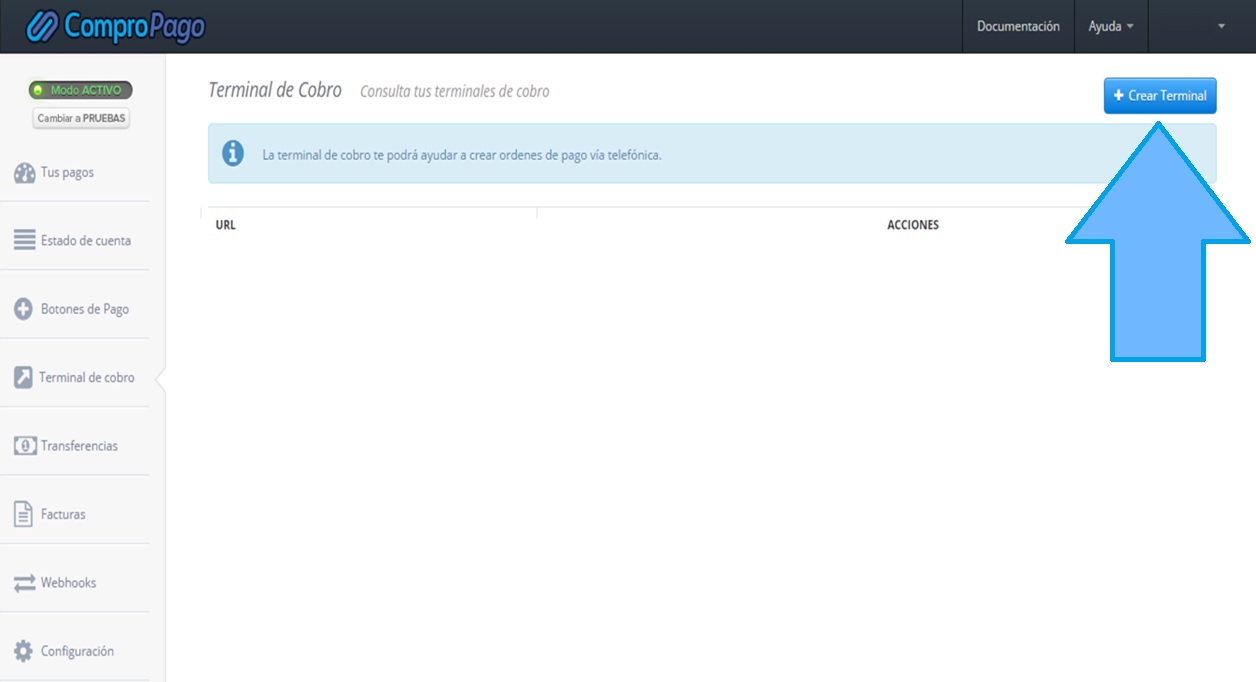 ComproPago
Documentación
Ayuda
Modo ACTIVO
Cambiar a PRUEBAS
Tus pagos
Estado de cuenta
Botones de Pago
Terminal de cobro
Transferencias
Facturas
Webhooks
Configuración
Terminal de Cobro Consulta tus terminales de cobro
+ Crear Terminal
La terminal de cobro te podrá ayudar a crear ordenes de pago vía telefónica.
URL
ACCIONES